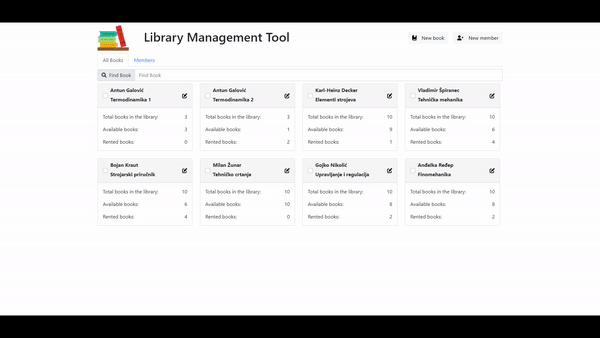 Library Management Tool
New book
New member
All Books
Members
Find Book
Find Book
Antun Galović
Termodinamika 1
Total books in the library: 3
Available books: 3
Rented books: 0
Antun Galović
Termodinamika 2
Total books in the library: 3
Available books: 1
Rented books: 2
Karl-Heinz Decker
Elementi strojeva
Total books in the library: 10
Available books: 9
Rented books: 1
Vladimir Špiranec
Tehnička mehanika
Total books in the library: 10
Available books: 6
Rented books: 4
Bojan Kraut
Strojarski priručnik
Total books in the library: 10
Available books: 6
Rented books: 4
Milan Žunar
Tehničko crtanje
Total books in the library: 10
Available books: 10
Rented books: 0
Gojko Nikolić
Upravljanje i regulacija
Total books in the library: 10
Available books: 8
Rented books: 2
Anđelka Ređep
Finomehanika
Total books in the library: 10
Available books: 8
Rented books: 2